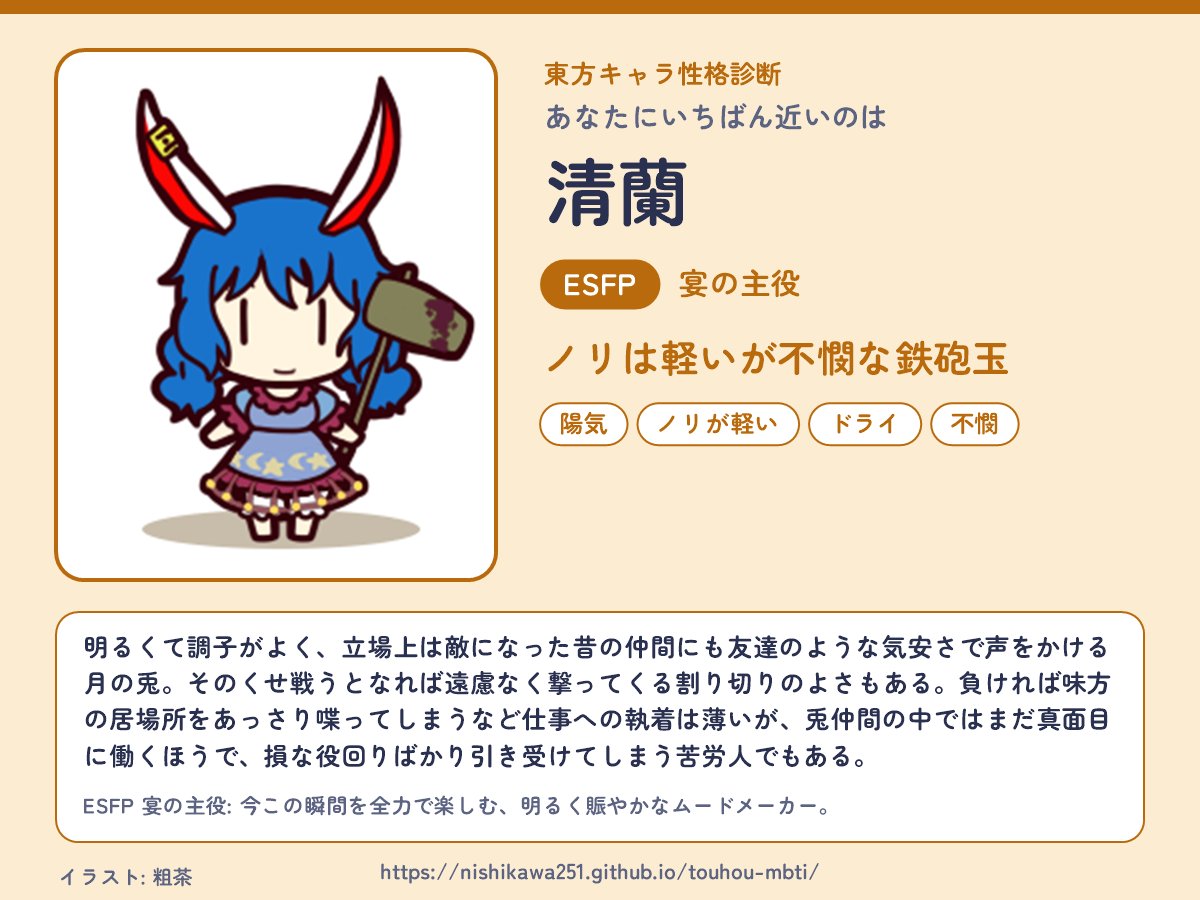 東方キャラ性格診断
あなたにいちばん近いのは
清蘭
ESFP 宴の主役
ノリは軽いが不憫な鉄砲玉
陽気 ノリが軽い ドライ 不憫
明るくて調子がよく、立場上は敵になった昔の仲間にも友達のような気安さで声をかける
月の兎。そのくせ戦うとなれば遠慮なく撃ってくる割り切りのよさもある。負ければ味方
の居場所をあっさり喋ってしまうなど仕事への執着は薄いが、兎仲間の中ではまだ真面目
に働くほうで、損な役回りばかり引き受けてしまう苦労人でもある。
ESFP 宴の主役: 今この瞬間を全力で楽しむ、明るく賑やかなムードメーカー。
イラスト: 粗茶
https://nishikawa251.github.io/touhou-mbti/